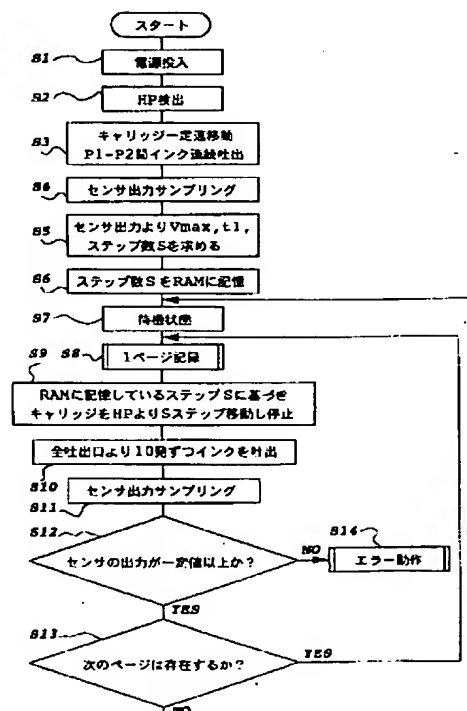 スタート
S1
電源投入
S2
HP検出
S3
キャリッジ一定速移動
P1-P2間インク連続吐出
S4
センサ出力サンプリング
S5
センサ出力よりVmax,t1,
ステップ数Sを求める
S6
ステップ数SをRAMに記憶
S7
待機状態
S8
1ページ記録
S9
RAMに記憶しているステップSに基づき
キャリッジをHPよりSステップ移動し停止
全吐出口より10発ずつインクを吐出
S10
センサ出力サンプリング
S11
S12
センサの出力が一定値以上か?
NO
S14
エラー動作
YES
S13
次のページは存在するか?
YES
NO